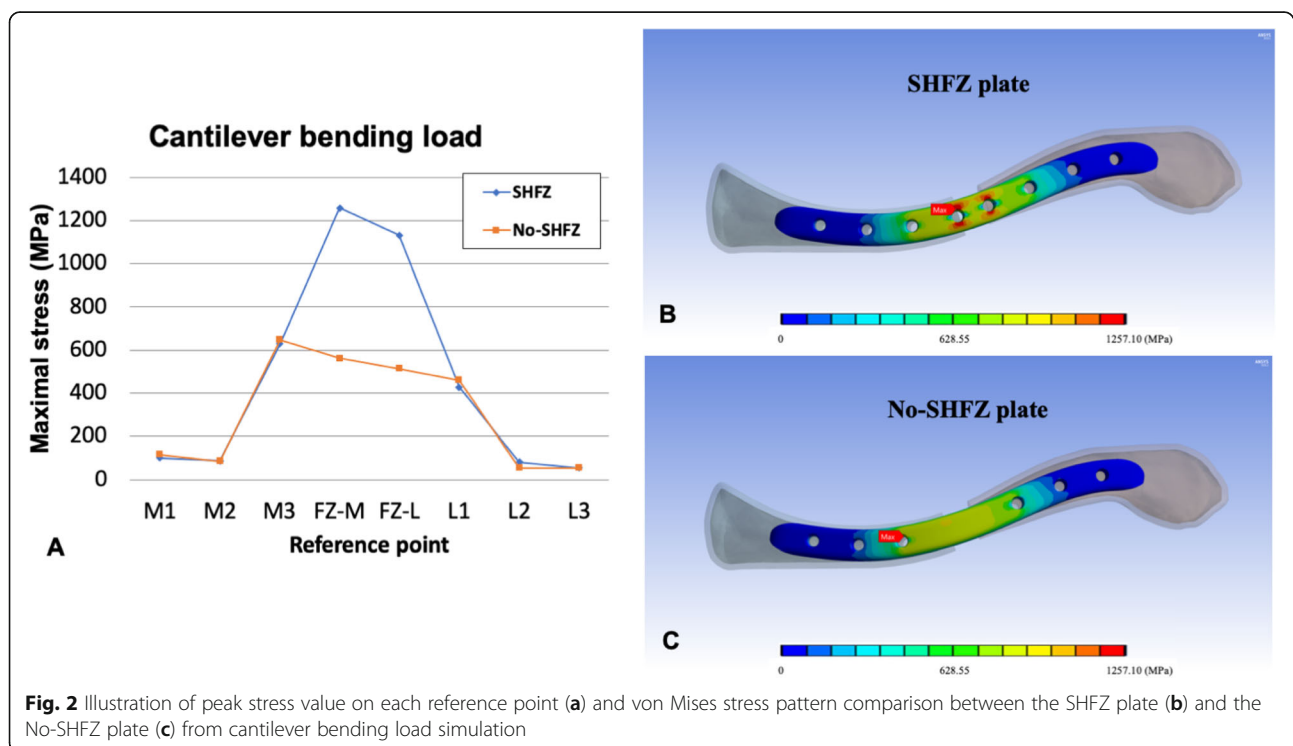 Cantilever bending load
Maximal stress (MPa)
1400
1200
1000
800
600
400
200
0
SHFZ
No-SHFZ
M1 M2 M3 FZ-M FZ-L L1 L2 L3
Reference point
A
ANSYS
SHFZ plate
Max
B
0 628.55 1257.10 (MPa)
ANSYS
No-SHFZ plate
Max
C
0 628.55 1257.10 (MPa)
Fig. 2 Illustration of peak stress value on each reference point (a) and von Mises stress pattern comparison between the SHFZ plate (b) and the
No-SHFZ plate (c) from cantilever bending load simulation